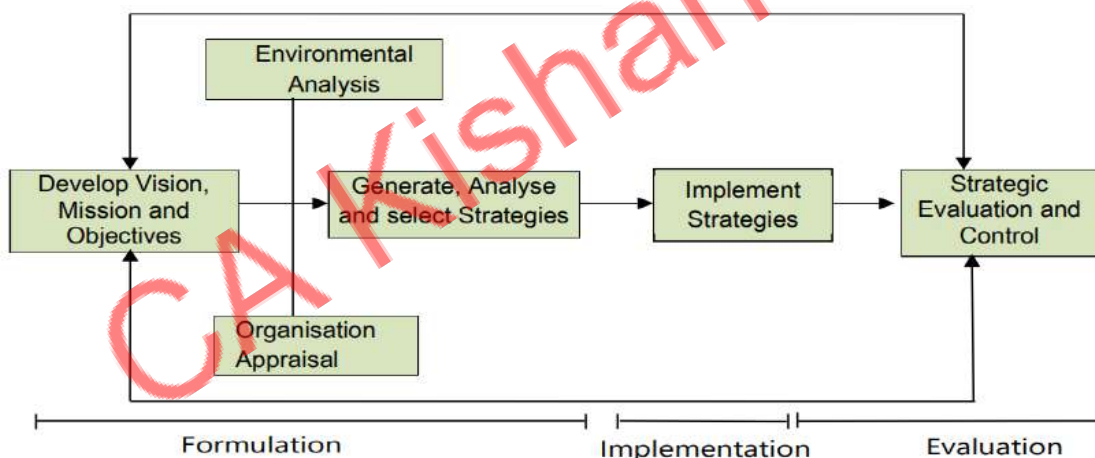 Environmental
Analysis
Develop Vision,
Mission and
Objectives
Generate, Analyse
and select Strategies
Implement
Strategies
Strategic
Evaluation and
Control
Organisation
Appraisal
Formulation
Implementation
Evaluation
CA Kishan